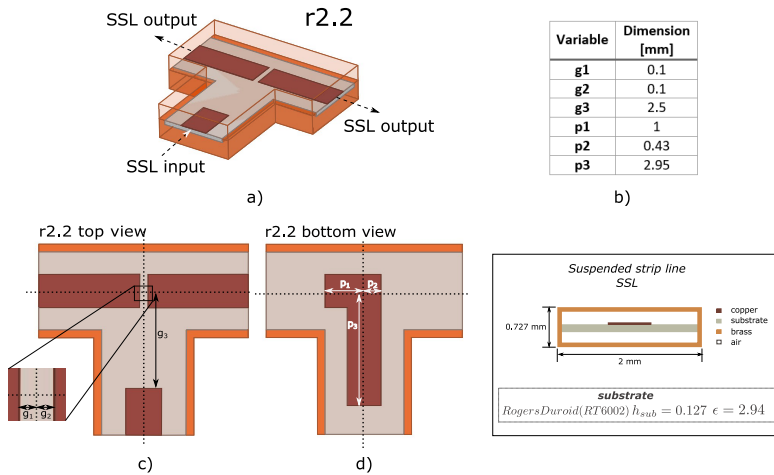 r2.2
SSL output
SSL output
SSL input
a)
Variable Dimension [mm]
g1 0.1
g2 0.1
g3 2.5
p1 1
p2 0.43
p3 2.95
b)
r2.2 top view
g₃
g₁ g₂
c)
r2.2 bottom view
p₁ p₂
p₃
d)
Suspended strip line
SSL
0.727 mm
2 mm
copper
substrate
brass
air
substrate
RogersDuroid(RT6002) h_sub = 0.127 ϵ = 2.94